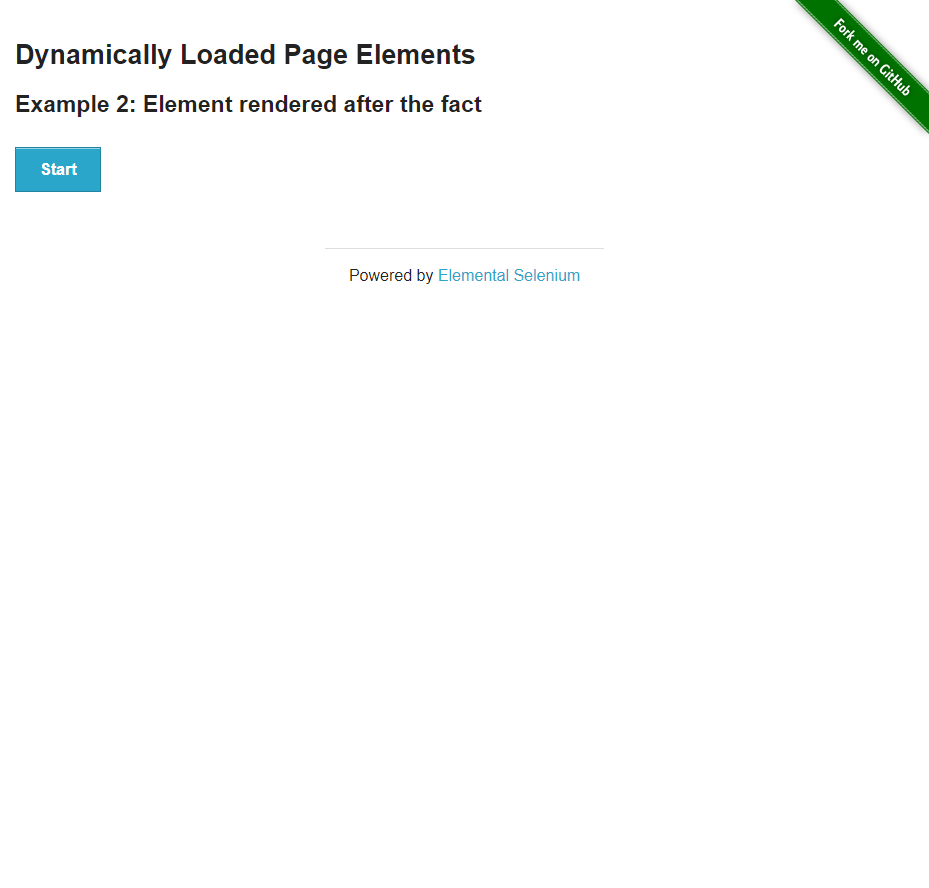 Fork me on GitHub
Dynamically Loaded Page Elements
Example 2: Element rendered after the fact
Start
Powered by Elemental Selenium